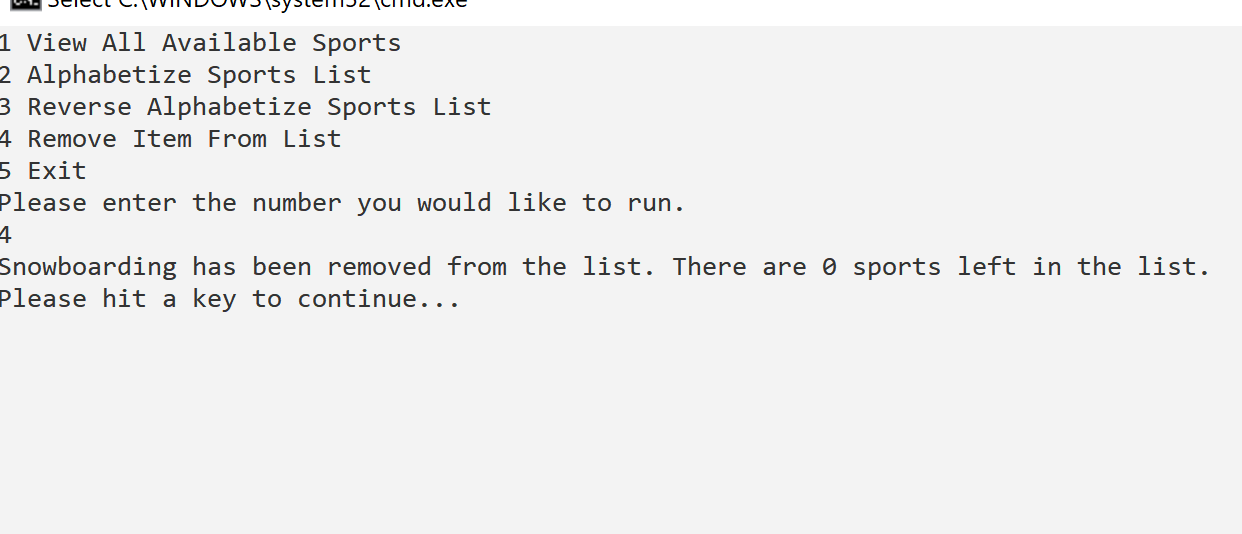 Select C:\WINDOWS\system32\cmd.exe
1 View All Available Sports
2 Alphabetize Sports List
3 Reverse Alphabetize Sports List
4 Remove Item From List
5 Exit
Please enter the number you would like to run.
4
Snowboarding has been removed from the list. There are 0 sports left in the list.
Please hit a key to continue...